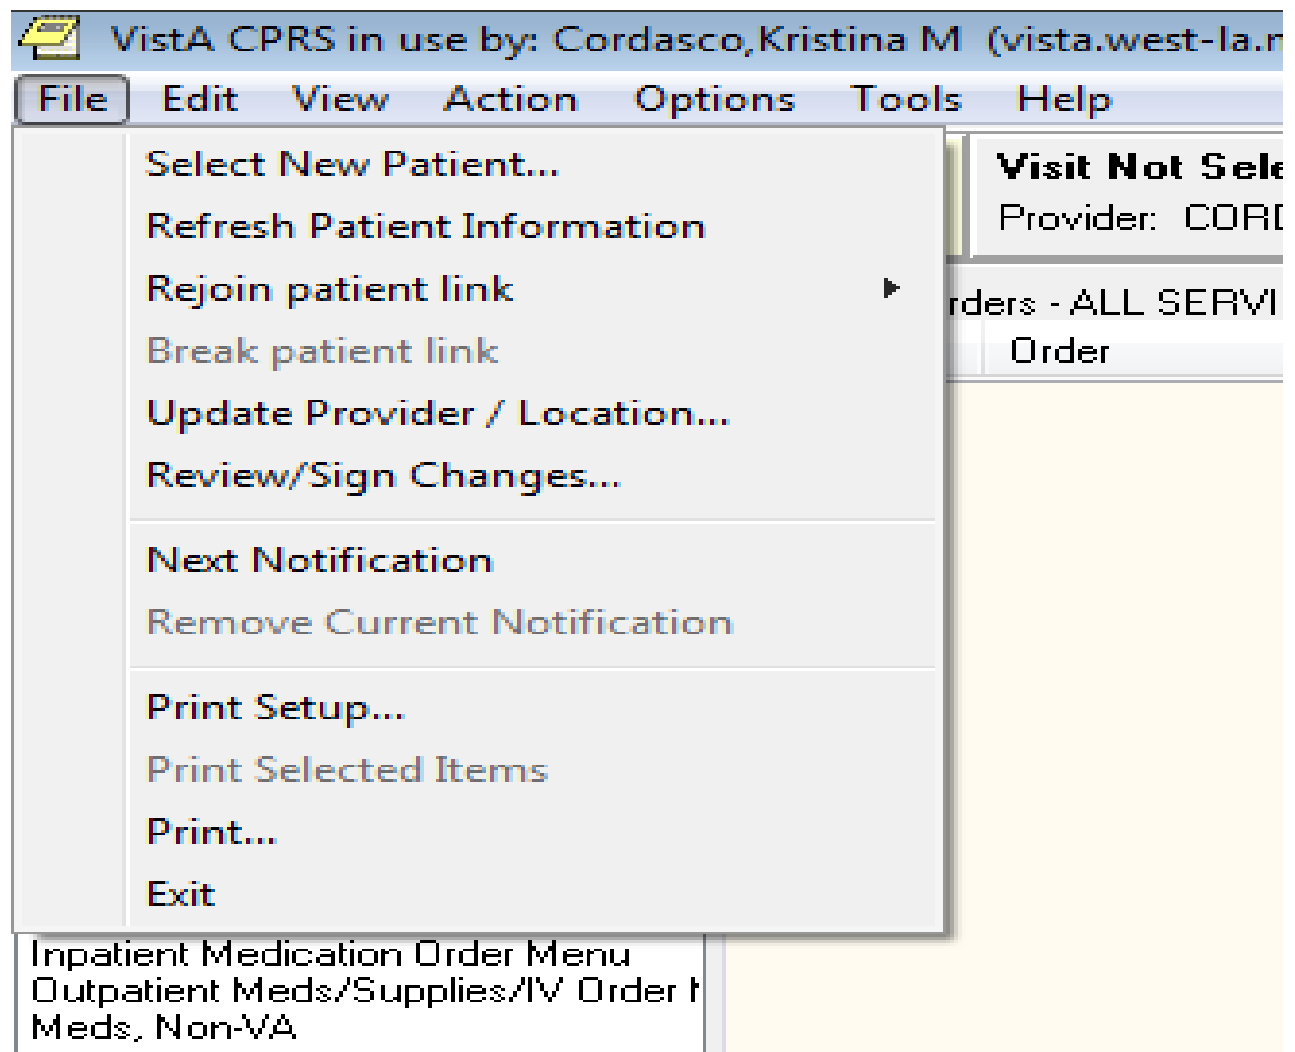 VistA CPRS in use by: Cordasco,Kristina M (vista.west-la.
File Edit View Action Options Tools Help
Select New Patient...
Refresh Patient Information
Rejoin patient link
Break patient link
Update Provider / Location...
Review/Sign Changes...
Next Notification
Remove Current Notification
Print Setup...
Print Selected Items
Print...
Exit
Visit Not Sele
Provider: CORD
rders - ALL SERVI
Order
Inpatient Medication Order Menu
Outpatient Meds/Supplies/IV Order
Meds, Non-VA